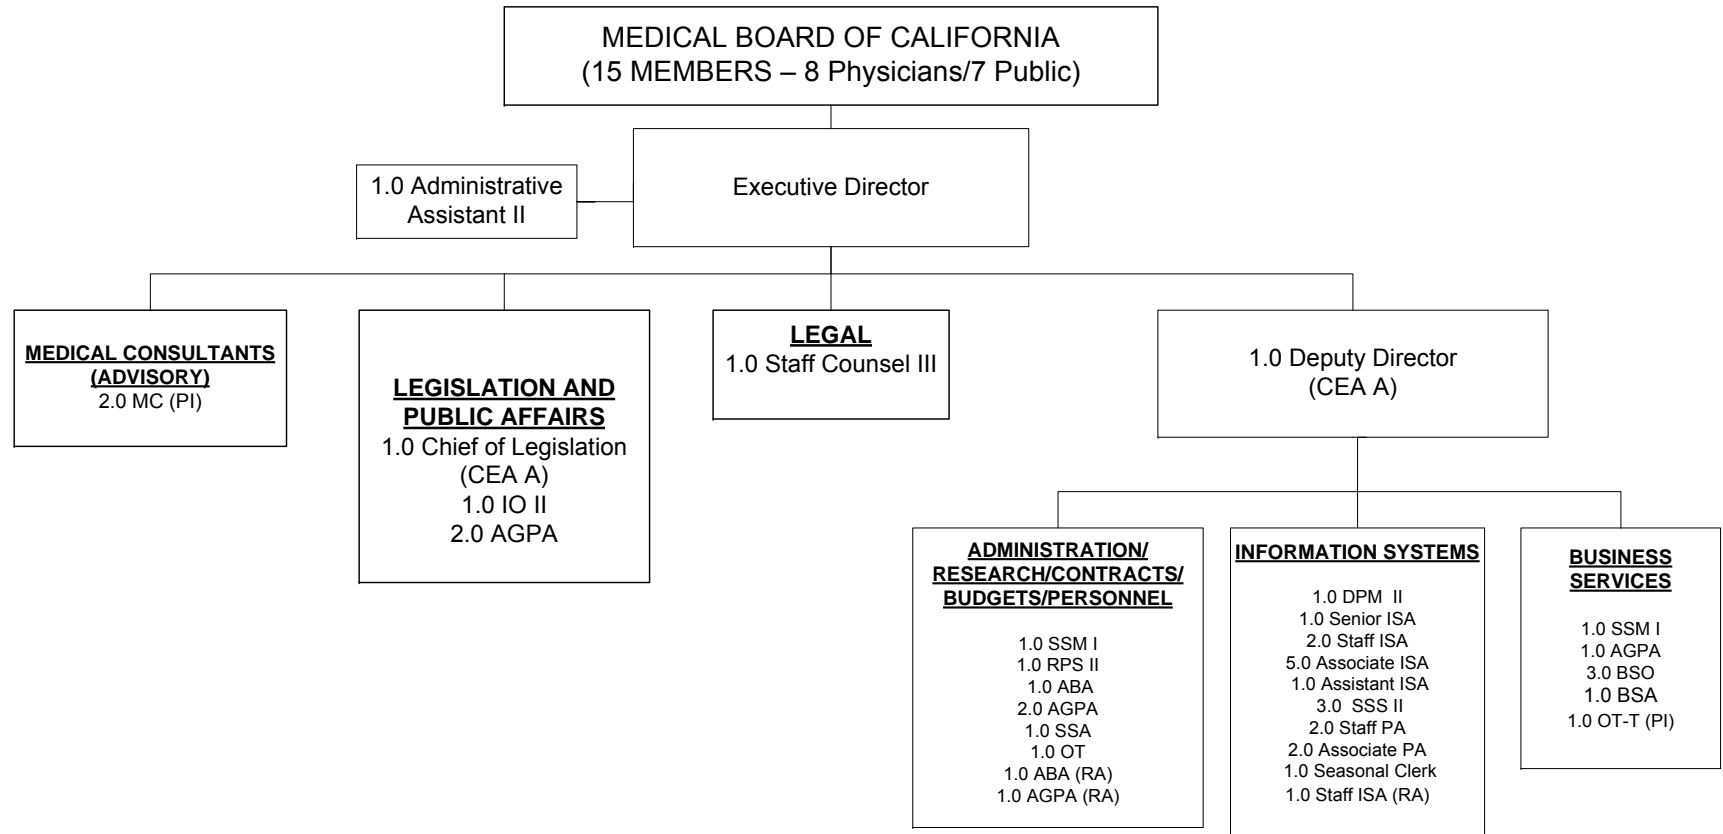 MEDICAL BOARD OF CALIFORNIA
(15 MEMBERS – 8 Physicians/7 Public)
1.0 Administrative
Assistant II
Executive Director
MEDICAL CONSULTANTS
(ADVISORY)
2.0 MC (PI)
LEGISLATION AND
PUBLIC AFFAIRS
1.0 Chief of Legislation
(CEA A)
1.0 IO II
2.0 AGPA
LEGAL
1.0 Staff Counsel III
1.0 Deputy Director
(CEA A)
ADMINISTRATION/
RESEARCH/CONTRACTS/
BUDGETS/PERSONNEL
1.0 SSM I
1.0 RPS II
1.0 ABA
2.0 AGPA
1.0 SSA
1.0 OT
1.0 ABA (RA)
1.0 AGPA (RA)
INFORMATION SYSTEMS
1.0 DPM II
1.0 Senior ISA
2.0 Staff ISA
5.0 Associate ISA
1.0 Assistant ISA
3.0 SSS II
2.0 Staff PA
2.0 Associate PA
1.0 Seasonal Clerk
1.0 Staff ISA (RA)
BUSINESS
SERVICES
1.0 SSM I
1.0 AGPA
3.0 BSO
1.0 BSA
1.0 OT-T (PI)